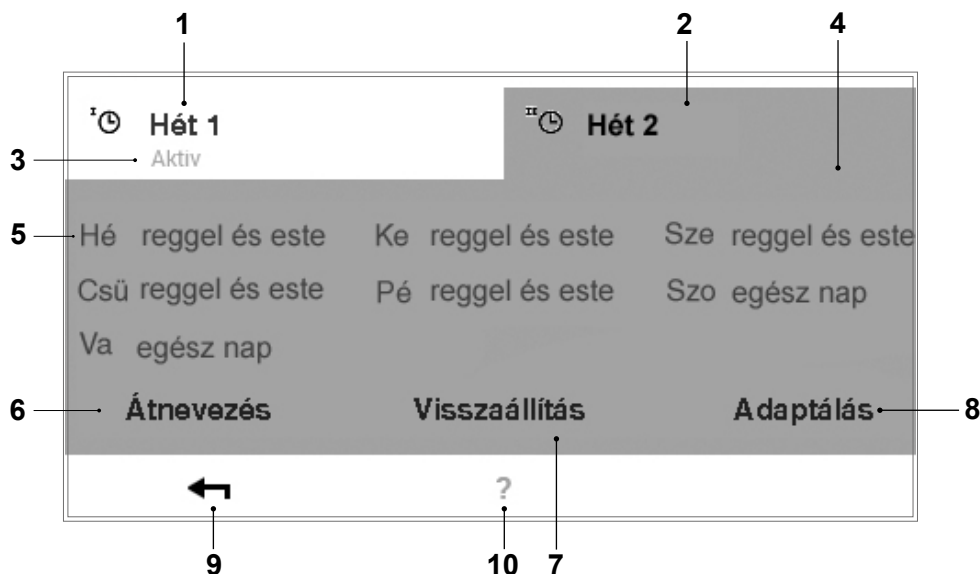 1 2 4
I Hét 1 II Hét 2
3 Aktiv
5 Hé reggel és este Ke reggel és este Sze reggel és este
Csü reggel és este Pé reggel és este Szo egész nap
Va egész nap
6 Átnevezés Visszaállítás Adaptálás 8
?
9 10 7